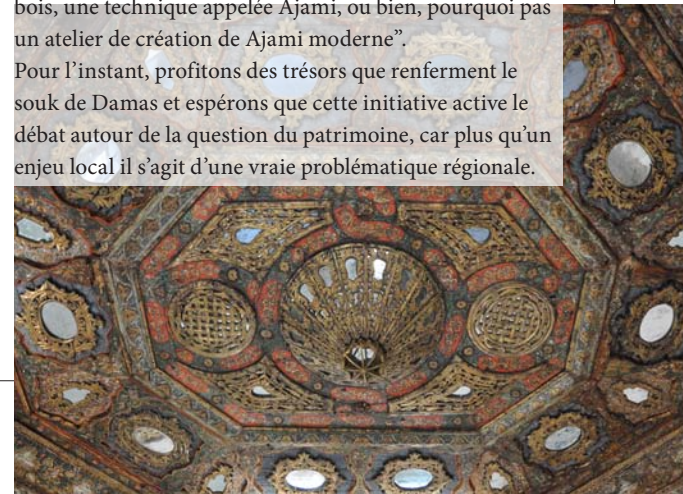 bois, une technique appelée Ajami, ou bien, pourquoi pas
un atelier de création de Ajami moderne”.
Pour l’instant, profitons des trésors que renferment le
souk de Damas et espérons que cette initiative active le
débat autour de la question du patrimoine, car plus qu’un
enjeu local il s’agit d’une vraie problématique régionale.